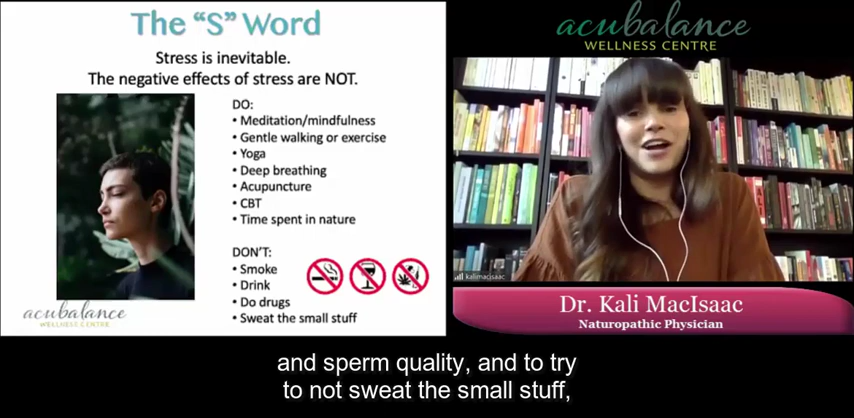 The “S” Word
Stress is inevitable.
The negative effects of stress are NOT.
DO:
• Meditation/mindfulness
• Gentle walking or exercise
• Yoga
• Deep breathing
• Acupuncture
• CBT
• Time spent in nature
DON'T:
• Smoke
• Drink
• Do drugs
• Sweat the small stuff
acubalance
WELLNESS CENTRE
acubalance
WELLNESS CENTRE
kalimacisaac
Dr. Kali MacIsaac
Naturopathic Physician
and sperm quality, and to try
to not sweat the small stuff,